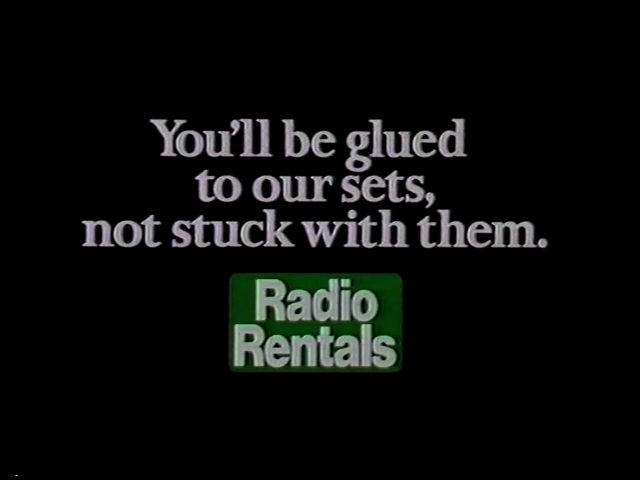 You'll be glued
to our sets,
not stuck with them.
Radio
Rentals